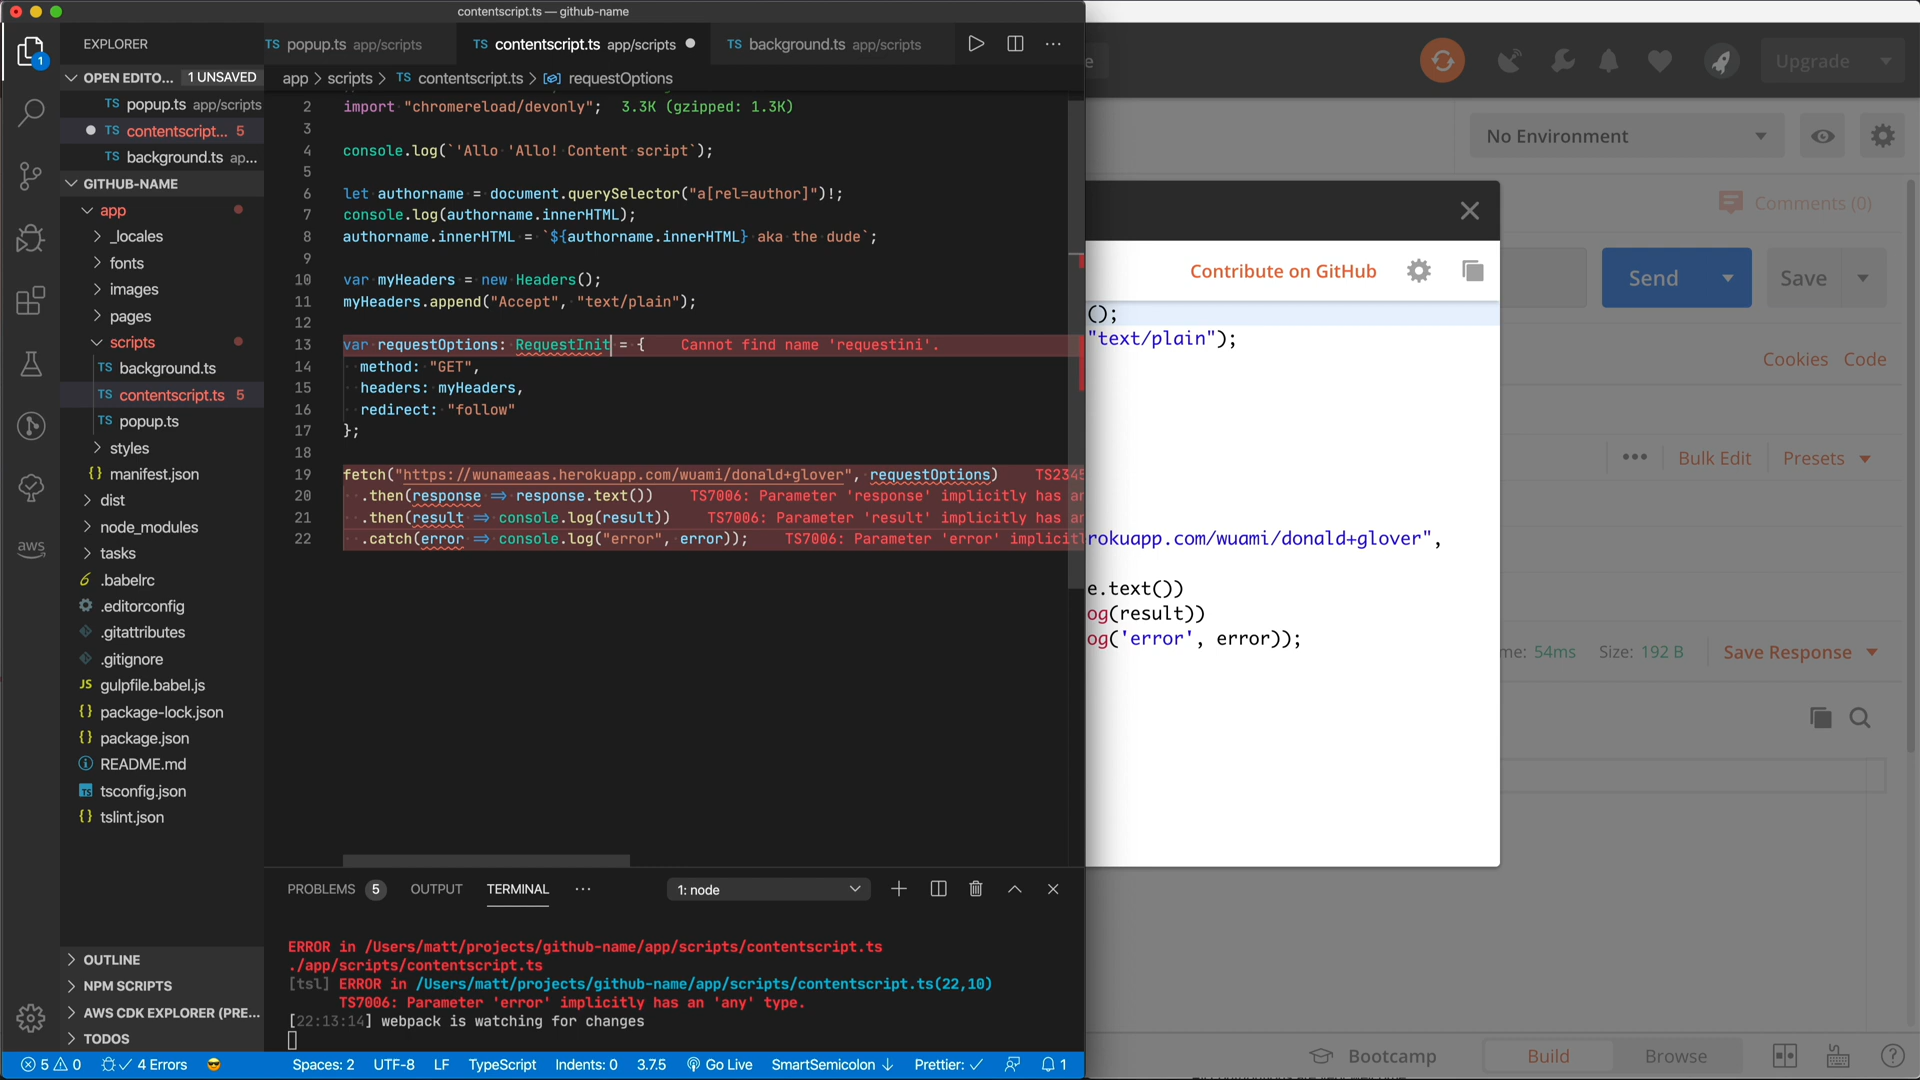 contentscript.ts — github-name
EXPLORER
OPEN EDITO... 1 UNSAVED
TS popup.ts app/scripts
TS contentscript... 5
TS background.ts ap...
GITHUB-NAME
app
_locales
fonts
images
pages
scripts
TS background.ts
TS contentscript.ts 5
TS popup.ts
styles
{} manifest.json
dist
node_modules
tasks
.babelrc
.editorconfig
.gitattributes
.gitignore
JS gulpfile.babel.js
{} package-lock.json
{} package.json
README.md
TS tsconfig.json
{} tslint.json
OUTLINE
NPM SCRIPTS
AWS CDK EXPLORER (PRE...
TODOS
1
aws
TS popup.ts app/scripts
TS contentscript.ts app/scripts
TS background.ts app/scripts
app > scripts > TS contentscript.ts > requestOptions
2 import "chromereload/devonly"; 3.3K (gzipped: 1.3K)
3
4 console.log(`'Allo 'Allo! Content script`);
5
6 let authorname = document.querySelector("a[rel=author]")!;
7 console.log(authorname.innerHTML);
8 authorname.innerHTML = `${authorname.innerHTML} aka the dude`;
9
10 var myHeaders = new Headers();
11 myHeaders.append("Accept", "text/plain");
12
13 var requestOptions: RequestInit = { Cannot find name 'requestini'.
14 method: "GET",
15 headers: myHeaders,
16 redirect: "follow"
17 };
18
19 fetch("https://wunameaas.herokuapp.com/wuami/donald+glover", requestOptions) TS2345
20 .then(response => response.text()) TS7006: Parameter 'response' implicitly has an
21 .then(result => console.log(result)) TS7006: Parameter 'result' implicitly has an
22 .catch(error => console.log("error", error)); TS7006: Parameter 'error' implicit
PROBLEMS 5 OUTPUT TERMINAL ... 1: node
ERROR in /Users/matt/projects/github-name/app/scripts/contentscript.ts
./app/scripts/contentscript.ts
[tsl] ERROR in /Users/matt/projects/github-name/app/scripts/contentscript.ts(22,10)
TS7006: Parameter 'error' implicitly has an 'any' type.
[22:13:14] webpack is watching for changes
5 0 4 Errors Spaces: 2 UTF-8 LF TypeScript Indents: 0 3.7.5 Go Live SmartSemicolon ↓ Prettier: ✓ 1
e
Upgrade
No Environment
Comments (0)
Contribute on GitHub
Send
Save
();
"text/plain");
Cookies Code
Bulk Edit Presets
rokuapp.com/wuami/donald+glover",
e.text())
og(result))
og('error', error));
me: 54ms Size: 192 B Save Response
Bootcamp Build Browse